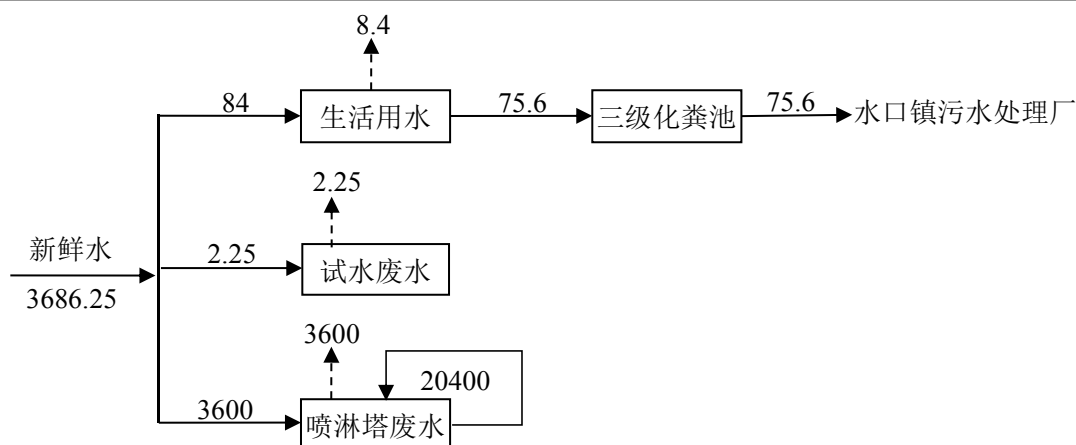 8.4
84
生活用水
75.6
三级化粪池
75.6
水口镇污水处理厂
2.25
新鲜水
3686.25
2.25
试水废水
3600
20400
3600
喷淋塔废水